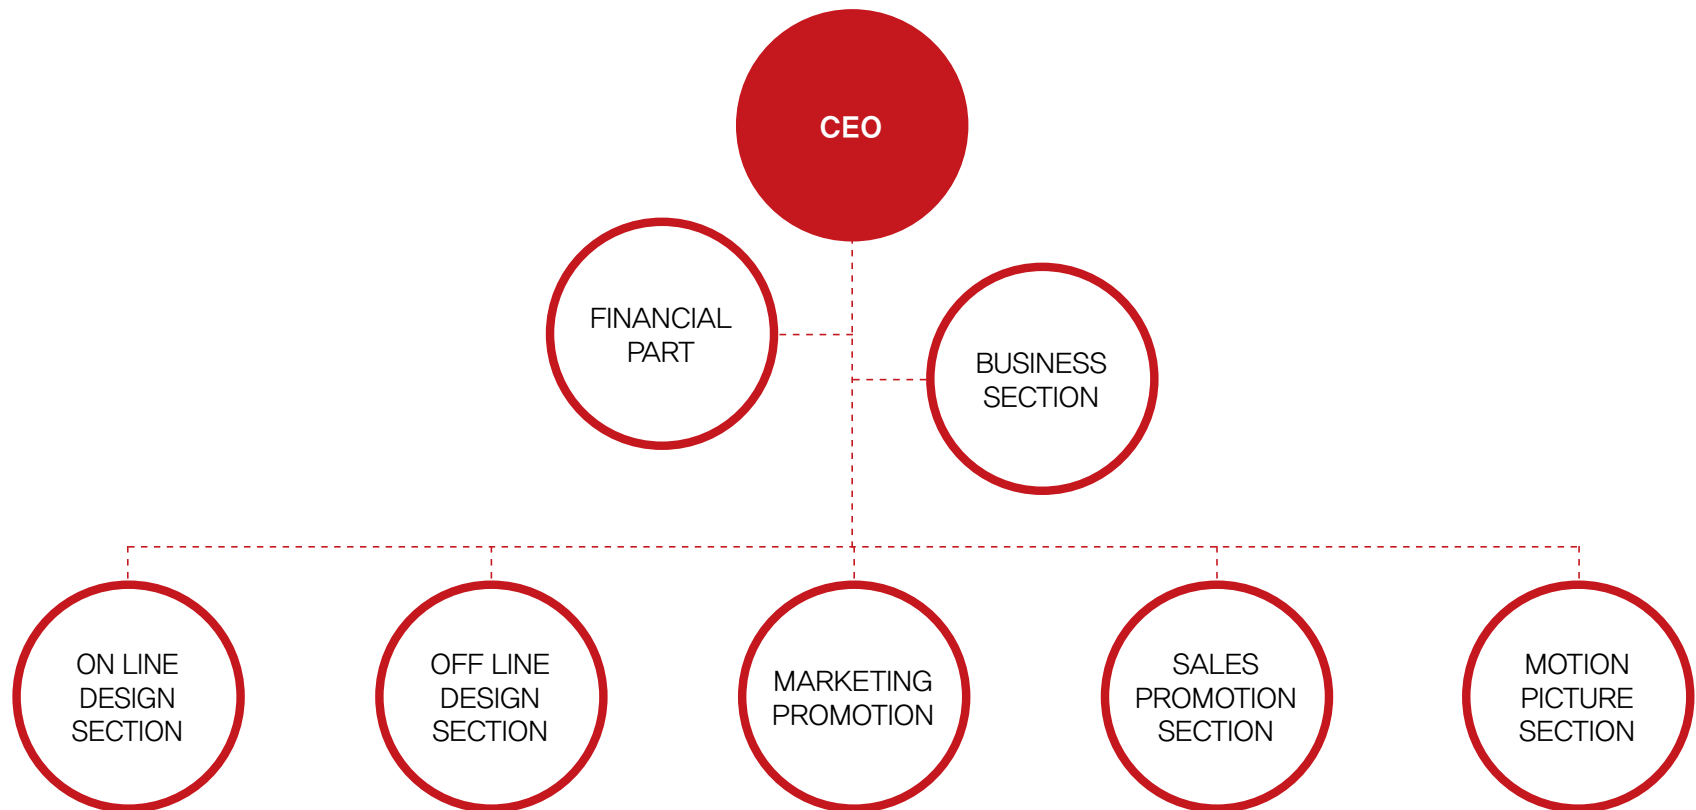 CEO
FINANCIAL
PART
BUSINESS
SECTION
ON LINE
DESIGN
SECTION
OFF LINE
DESIGN
SECTION
MARKETING
PROMOTION
SALES
PROMOTION
SECTION
MOTION
PICTURE
SECTION